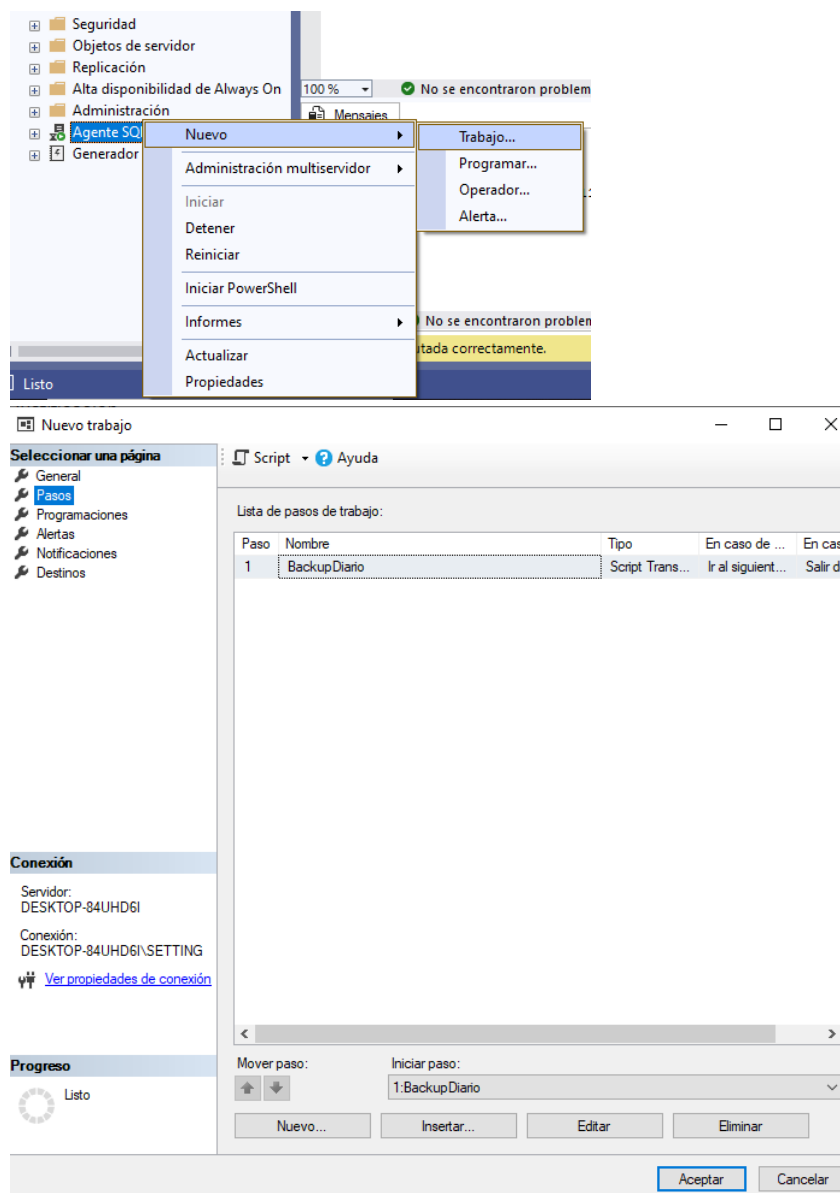 Seguridad
Objetos de servidor
Replicación
Alta disponibilidad de Always On
100 %
No se encontraron problem
Administración
Mensajes
Agente SQ
Nuevo
Trabajo...
Generador
Administración multiservidor
Programar...
Operador...
Alerta...
Iniciar
Detener
Reiniciar
Iniciar PowerShell
Informes
No se encontraron problem
Actualizar
utada correctamente.
Propiedades
Listo
Nuevo trabajo
Seleccionar una página
General
Pasos
Programaciones
Alertas
Notificaciones
Destinos
Script
Ayuda
Lista de pasos de trabajo:
Paso Nombre Tipo En caso de ... En cas
1 BackupDiario Script Trans... Ir al siguient... Salir d
Conexión
Servidor:
DESKTOP-84UHD6I
Conexión:
DESKTOP-84UHD6I\SETTING
Ver propiedades de conexión
Progreso
Listo
Mover paso:
Iniciar paso:
1:BackupDiario
Nuevo... Insertar... Editar Eliminar
Aceptar Cancelar